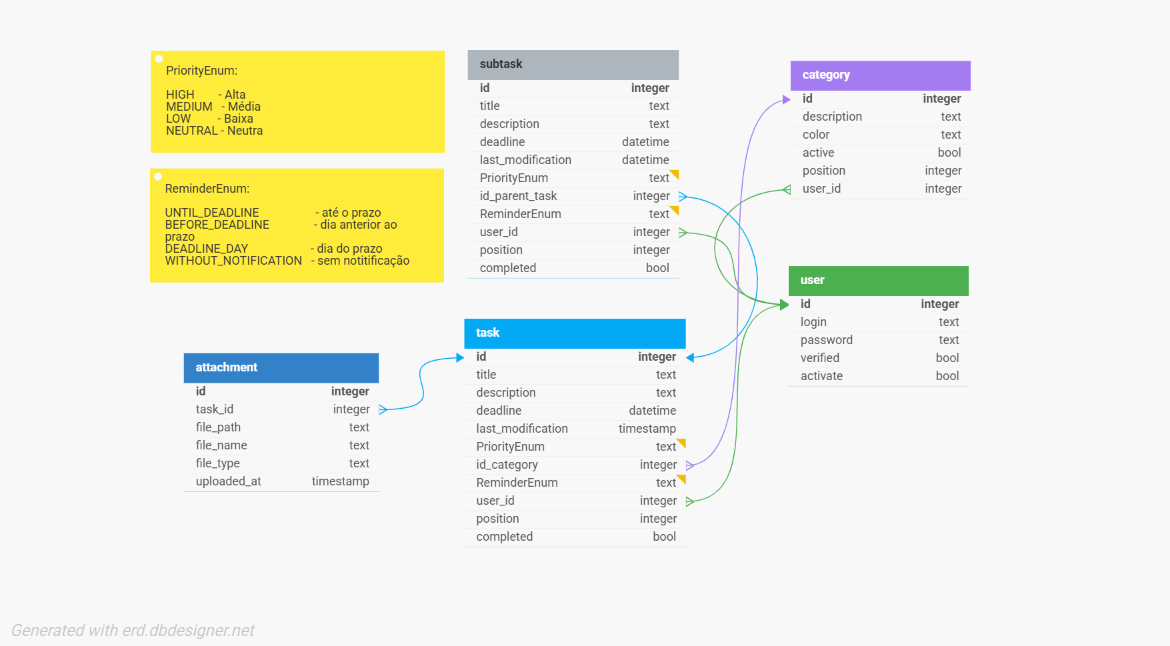 PriorityEnum:
HIGH - Alta
MEDIUM - Média
LOW - Baixa
NEUTRAL - Neutra
ReminderEnum:
UNTIL_DEADLINE - até o prazo
BEFORE_DEADLINE - dia anterior ao
prazo
DEADLINE_DAY - dia do prazo
WITHOUT_NOTIFICATION - sem notitificação
subtask
id integer
title text
description text
deadline datetime
last_modification datetime
PriorityEnum text
id_parent_task integer
ReminderEnum text
user_id integer
position integer
completed bool
category
id integer
description text
color text
active bool
position integer
user_id integer
user
id integer
login text
password text
verified bool
activate bool
task
id integer
title text
description text
deadline datetime
last_modification timestamp
PriorityEnum text
id_category integer
ReminderEnum text
user_id integer
position integer
completed bool
attachment
id integer
task_id integer
file_path text
file_name text
file_type text
uploaded_at timestamp
Generated with erd.dbdesigner.net